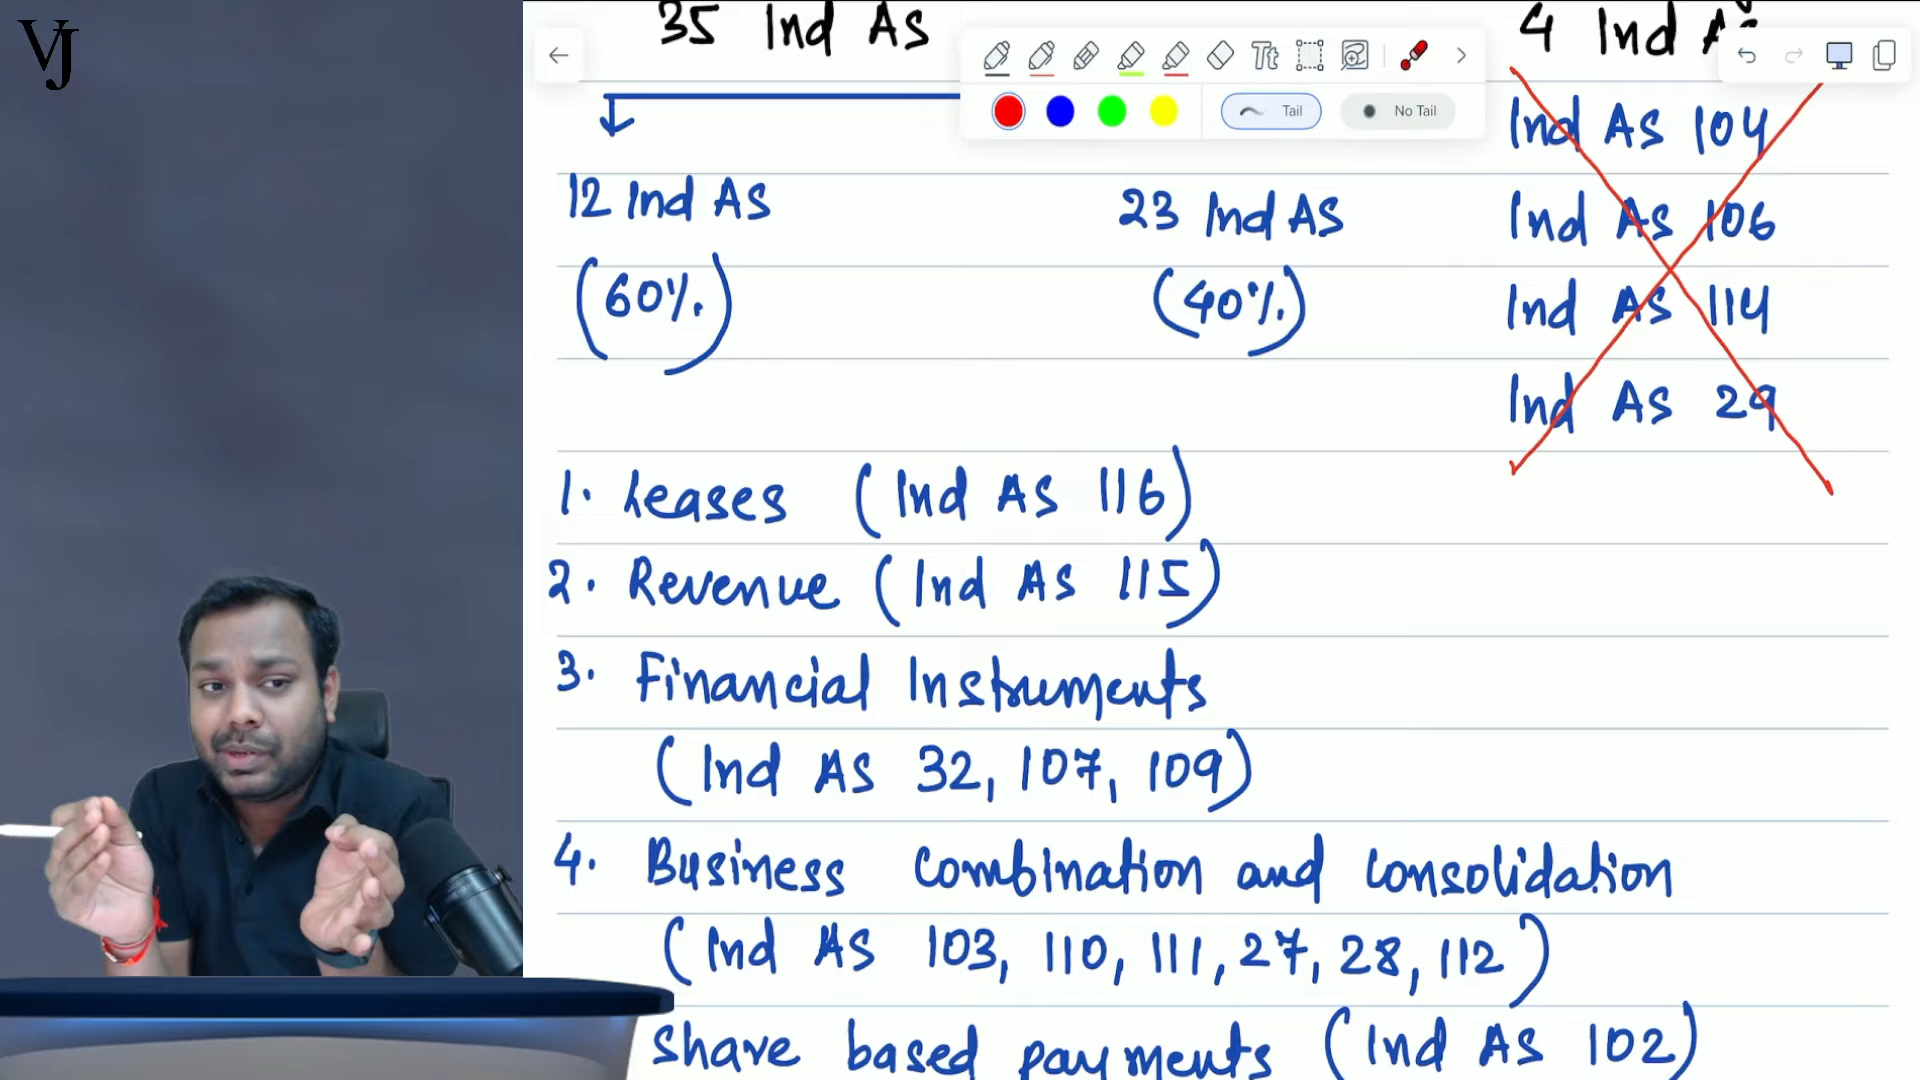 VJ
35 Ind AS
4 Ind AS
Tt
Tail
No Tail
Ind AS 104
12 Ind AS
23 Ind AS
Ind AS 106
(60%)
(40%)
Ind AS 114
Ind AS 29
1. Leases (Ind AS 116)
2. Revenue (Ind AS 115)
3. Financial Instruments
(Ind AS 32, 107, 109)
4. Business Combination and Consolidation
(Ind AS 103, 110, 111, 27, 28, 112)
Share based payments (Ind AS 102)